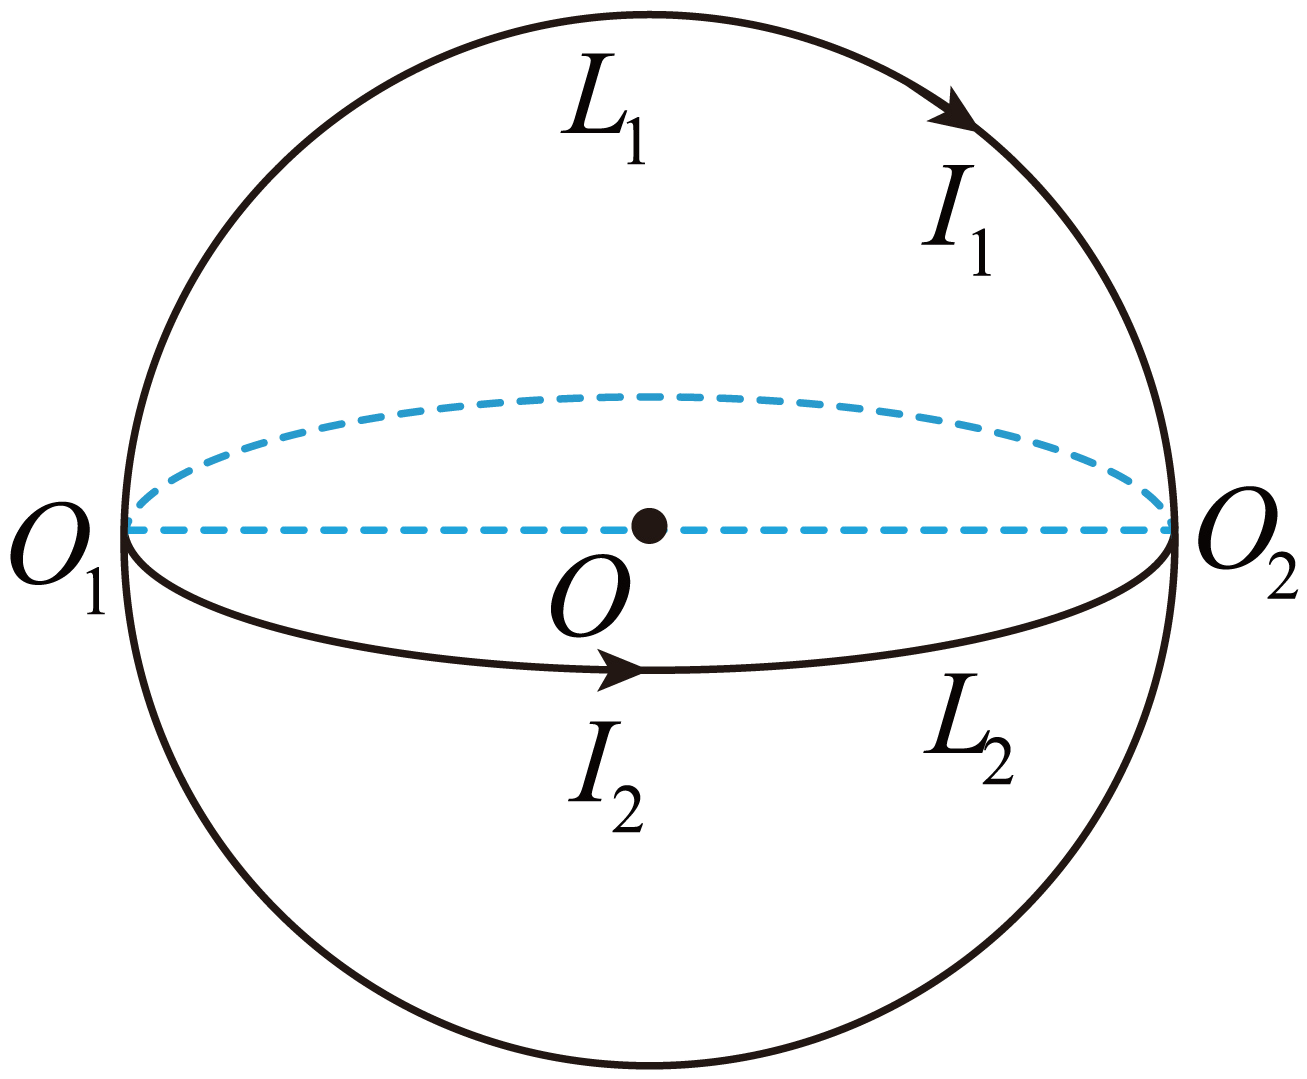 L₁
I₁
O₁
O
O₂
L₂
I₂